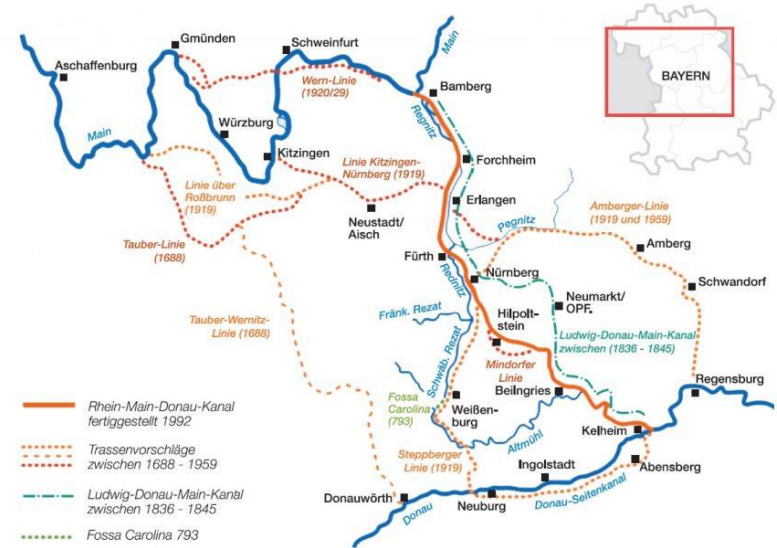 Gmünden
Schweinfurt
Main
Aschaffenburg
BAYERN
Wern-Linie
(1920/29)
Bamberg
Regnitz
Würzburg
Main
Kitzingen
Linie Kitzingen-
Nürnberg (1919)
Forchheim
Linie über
Roßbrunn
(1919)
Erlangen
Amberger-Linie
(1919 und 1959)
Neustadt/
Aisch
Pegnitz
Tauber-Linie
(1688)
Amberg
Fürth
Rednitz
Nürnberg
Schwandorf
Neumarkt/
OPF.
Fränk. Rezat
Hilpolt-
stein
Tauber-Wernitz-
Linie (1688)
Ludwig-Donau-Main-Kanal
zwischen (1836 - 1845)
Schwäb. Rezat
Mindorfer
Linie
Regensburg
Beilngries
Fossa
Carolina
(793)
Weißen-
burg
Rhein-Main-Donau-Kanal
fertiggestellt 1992
Altmühl
Kelheim
Trassenvorschläge
zwischen 1688 - 1959
Steppberger
Linie (1919)
Ingolstadt
Abensberg
Ludwig-Donau-Main-Kanal
zwischen 1836 - 1845
Donauwörth
Donau
Neuburg
Donau-Seitenkanal
Fossa Carolina 793